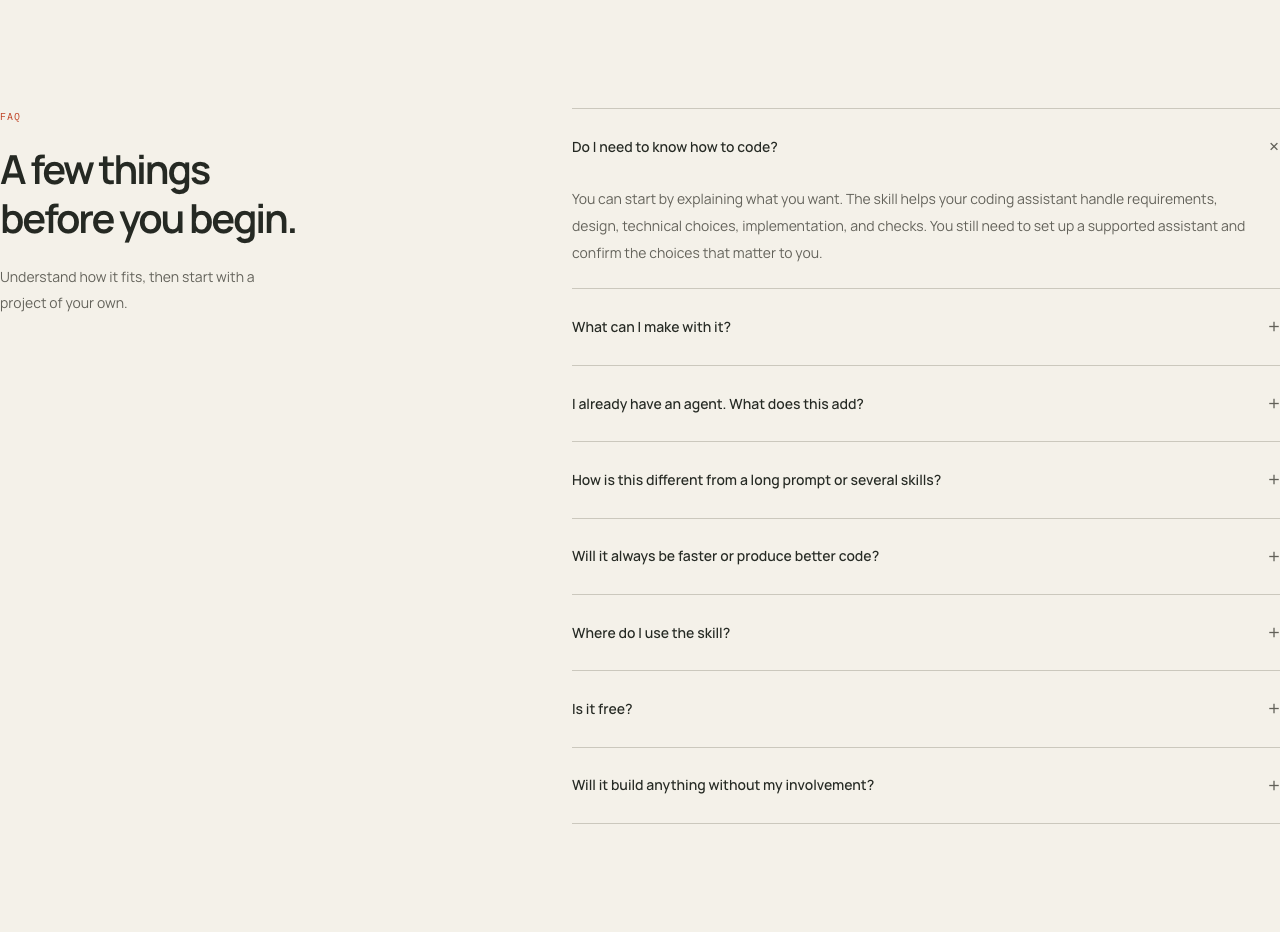 FAQ
A few things
before you begin.
Understand how it fits, then start with a
project of your own.
Do I need to know how to code?
You can start by explaining what you want. The skill helps your coding assistant handle requirements,
design, technical choices, implementation, and checks. You still need to set up a supported assistant and
confirm the choices that matter to you.
What can I make with it?
I already have an agent. What does this add?
How is this different from a long prompt or several skills?
Will it always be faster or produce better code?
Where do I use the skill?
Is it free?
Will it build anything without my involvement?